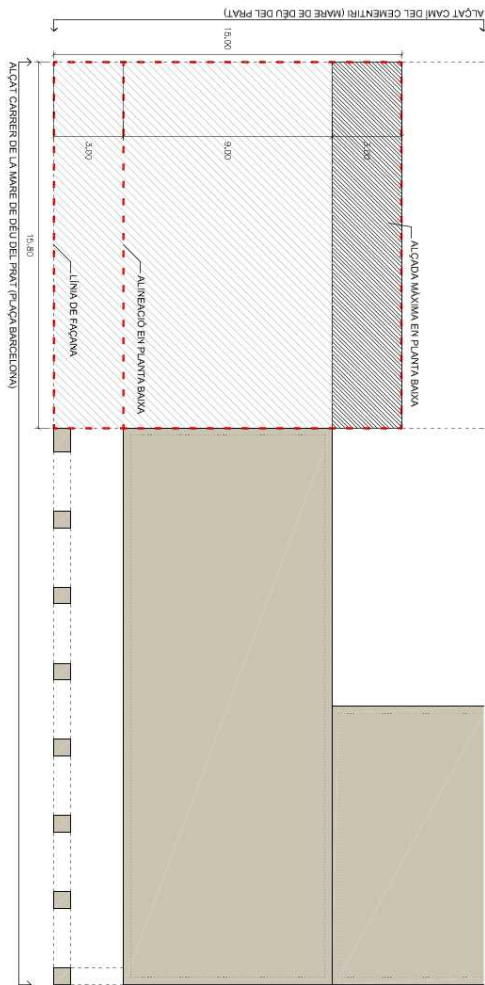 ALÇAT CAMÍ DEL CEMENTIRI (MARE DE DÉU DEL PRAT)
15,00
3,00
9,00
3,00
ALÇADA MÀXIMA EN PLANTA BAIXA
ALINEACIÓ EN PLANTA BAIXA
LÍNIA DE FAÇANA
15,80
ALÇAT CARRER DE LA MARE DE DÉU DEL PRAT (PLAÇA BARCELONA)